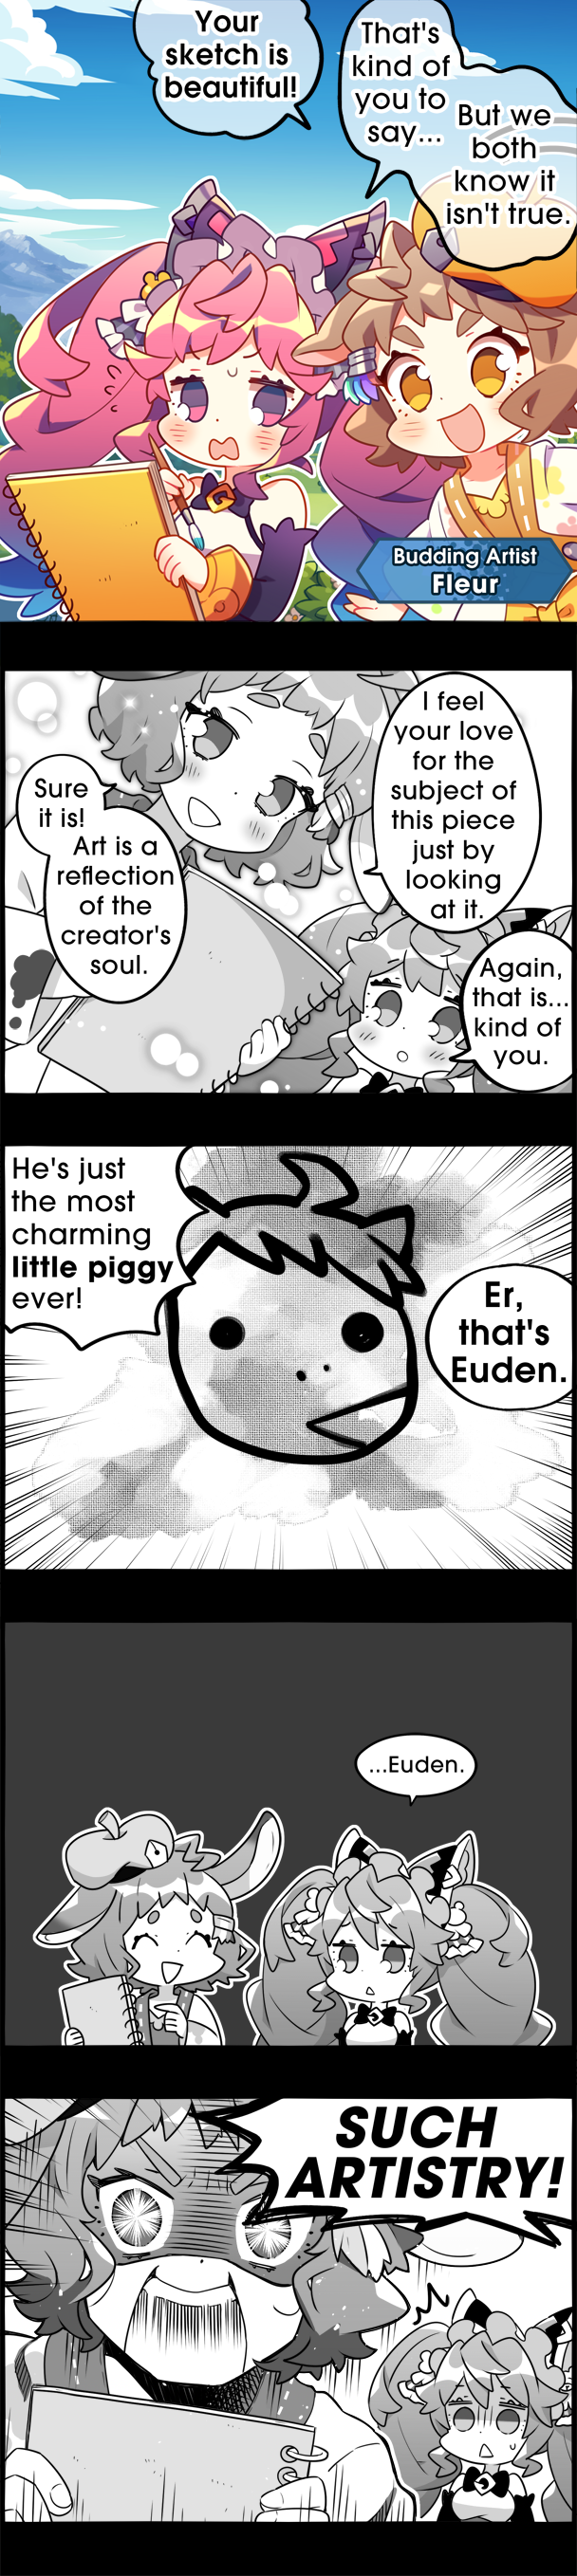 Your
sketch is
beautiful!
That's
kind of
you to
say...
But we
both
know it
isn't true.
Budding Artist
Fleur
I feel
your love
for the
subject of
this piece
just by
looking
at it.
Sure
it is!
Art is a
reflection
of the
creator's
soul.
Again,
that is...
kind of
you.
He's just
the most
charming
little piggy
ever!
Er,
that's
Euden.
...Euden.
SUCH
ARTISTRY!